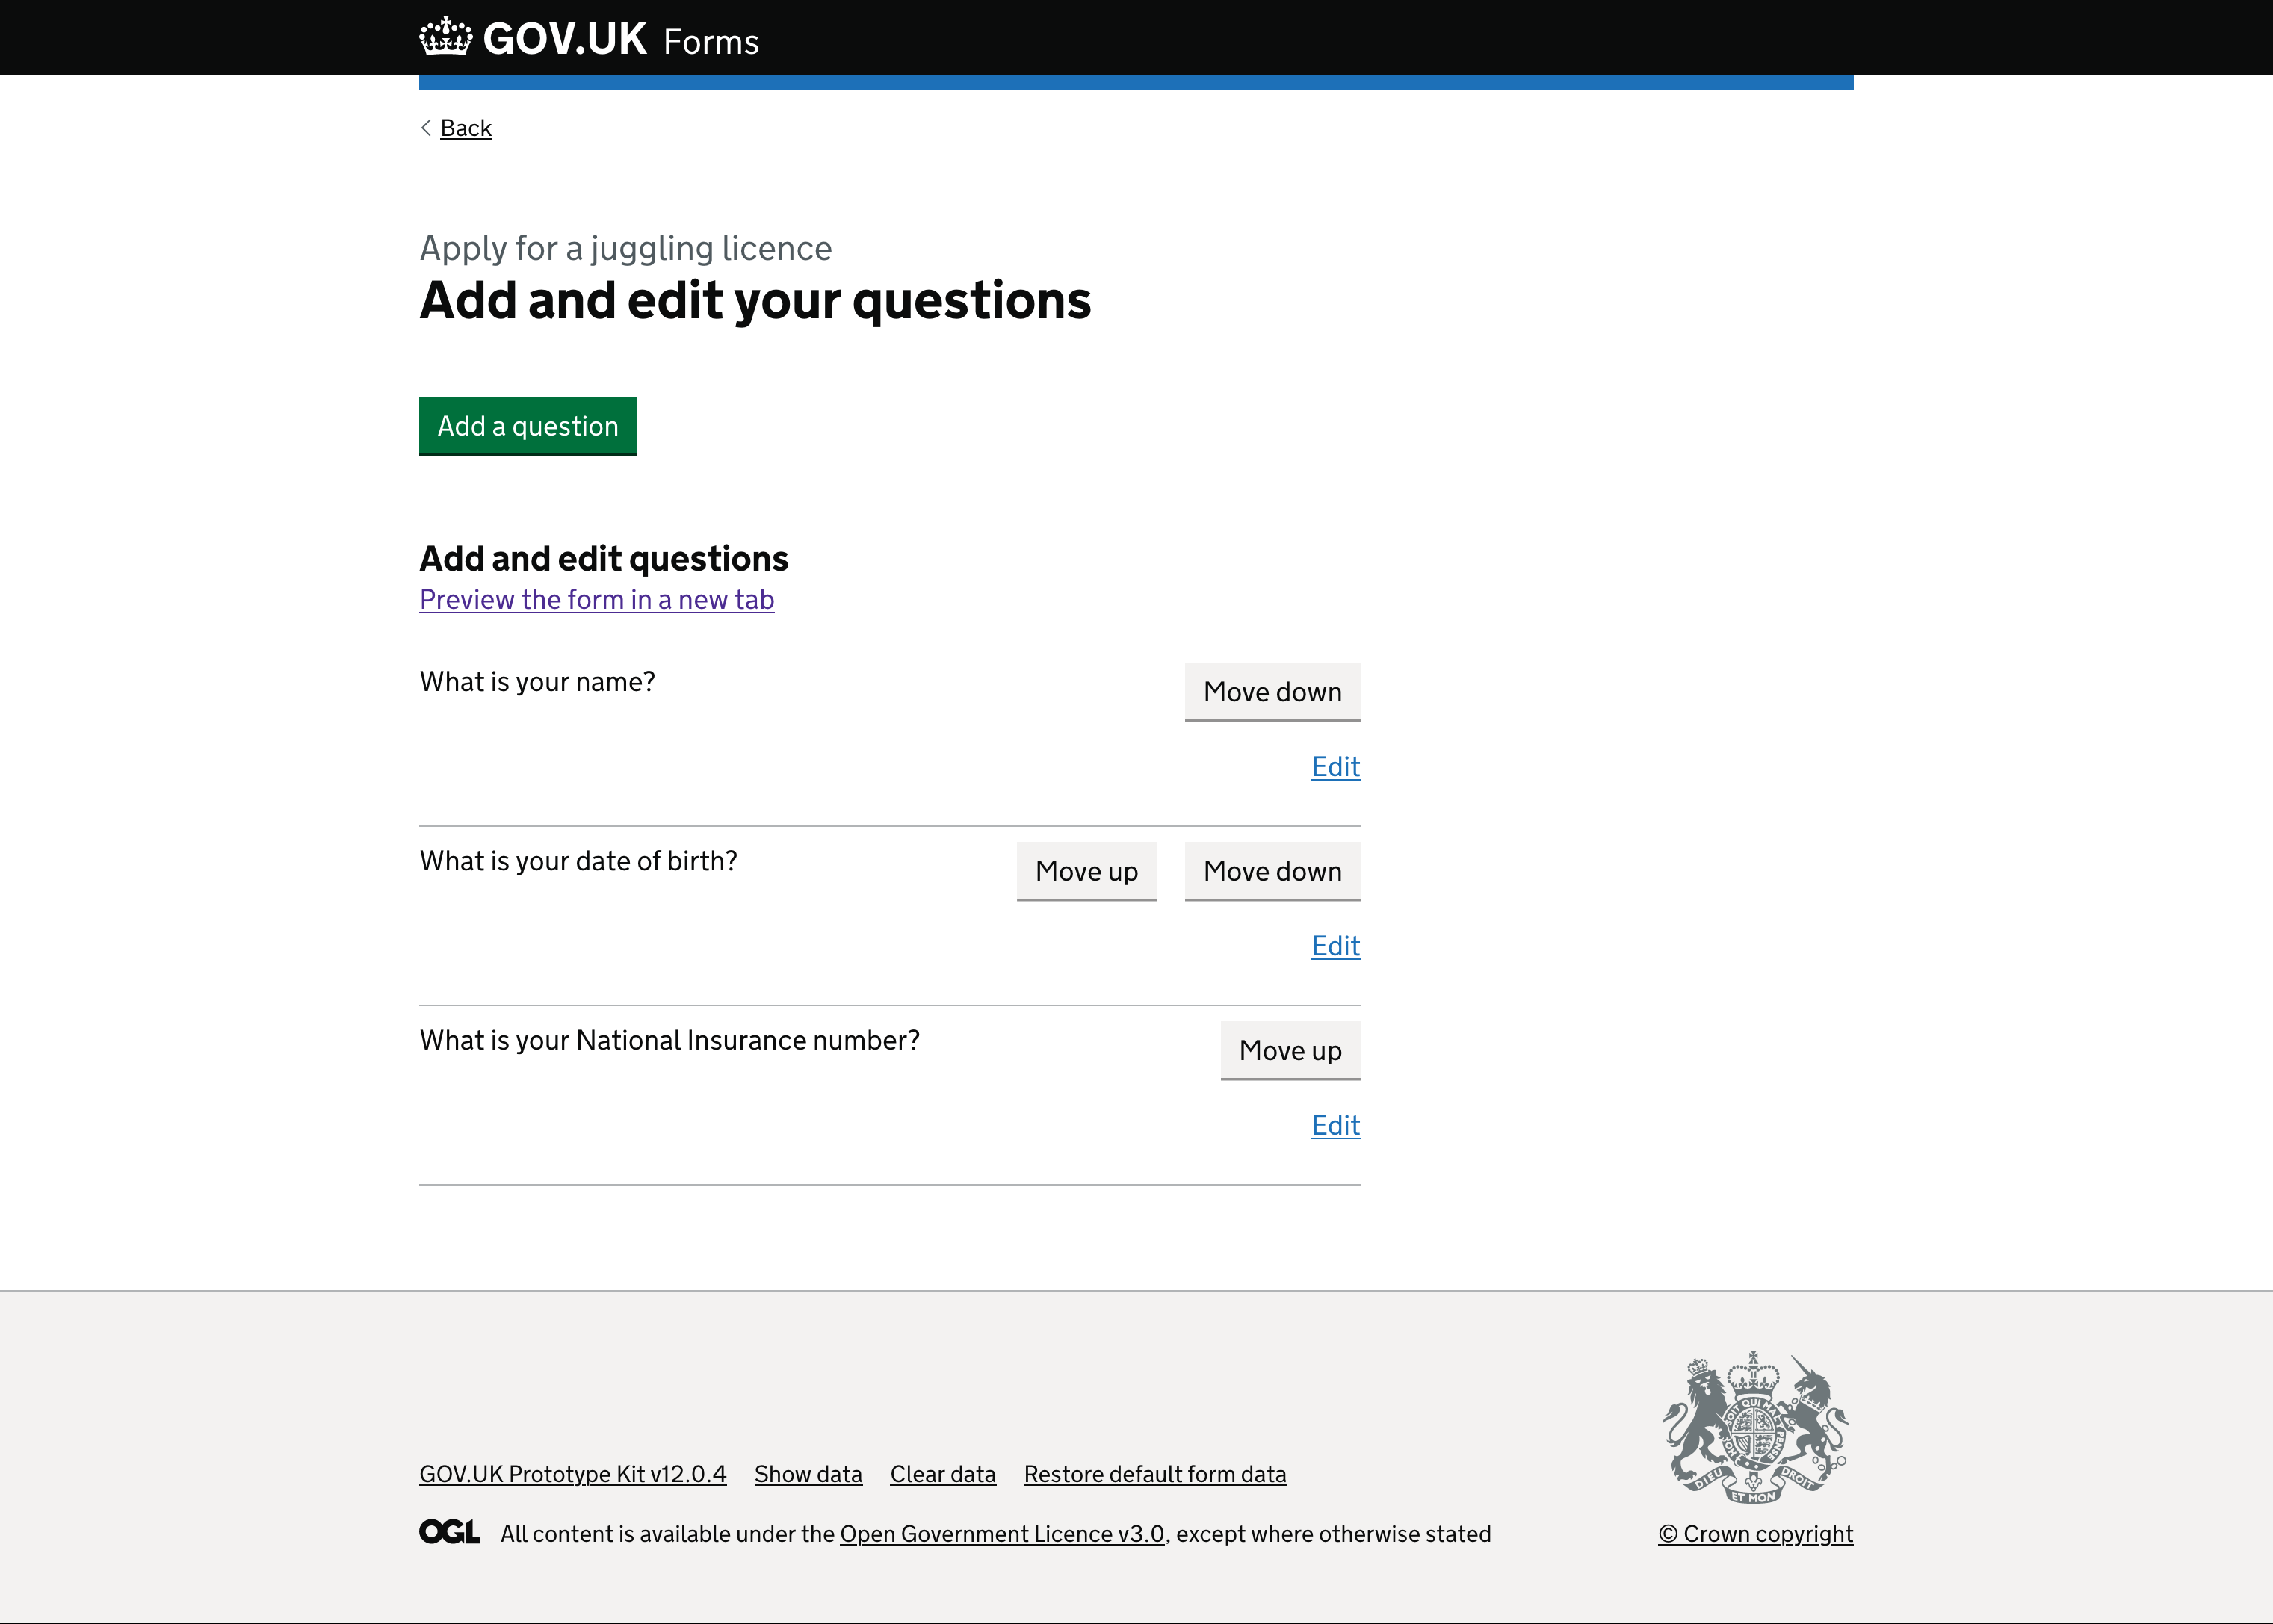 GOV.UK Forms
Back
Apply for a juggling licence
Add and edit your questions
Add a question
Add and edit questions
Preview the form in a new tab
What is your name?
Move down
Edit
What is your date of birth?
Move up
Move down
Edit
What is your National Insurance number?
Move up
Edit
GOV.UK Prototype Kit v12.0.4 Show data Clear data Restore default form data
OGL All content is available under the Open Government Licence v3.0, except where otherwise stated
DIEU ET MON DROIT
© Crown copyright